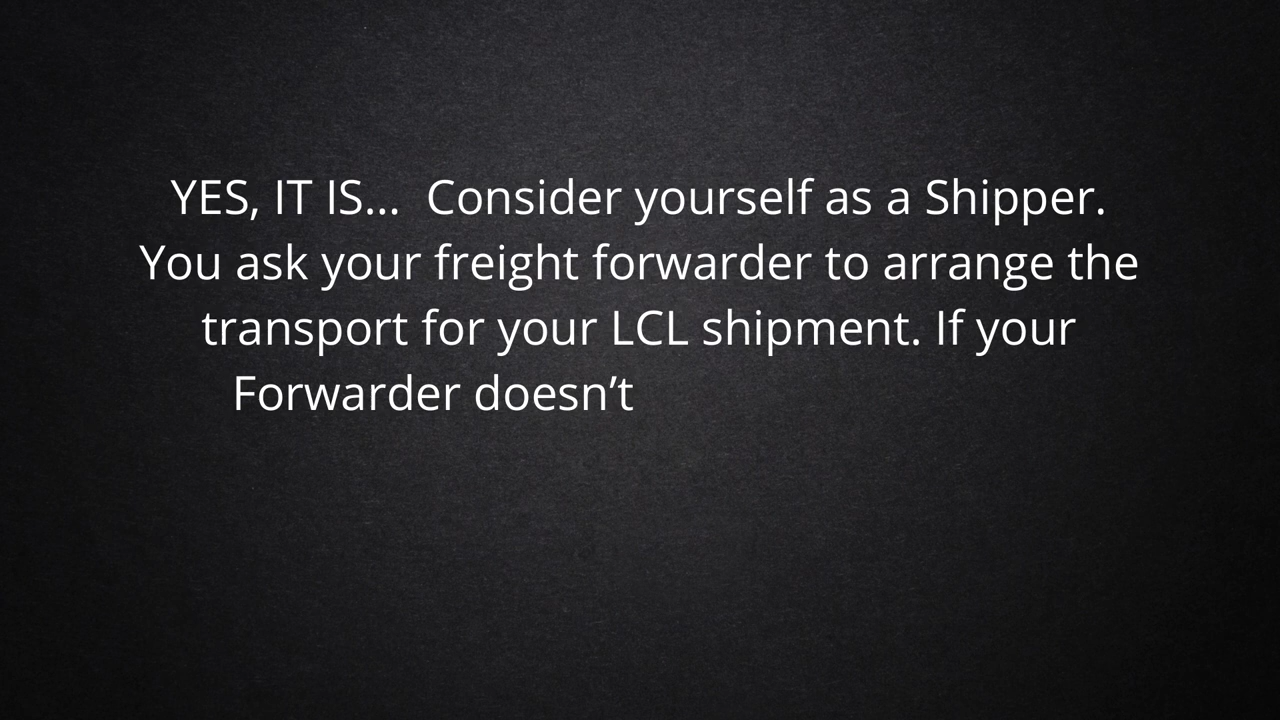 YES, IT IS...  Consider yourself as a Shipper.
You ask your freight forwarder to arrange the
transport for your LCL shipment. If your
Forwarder doesn’t